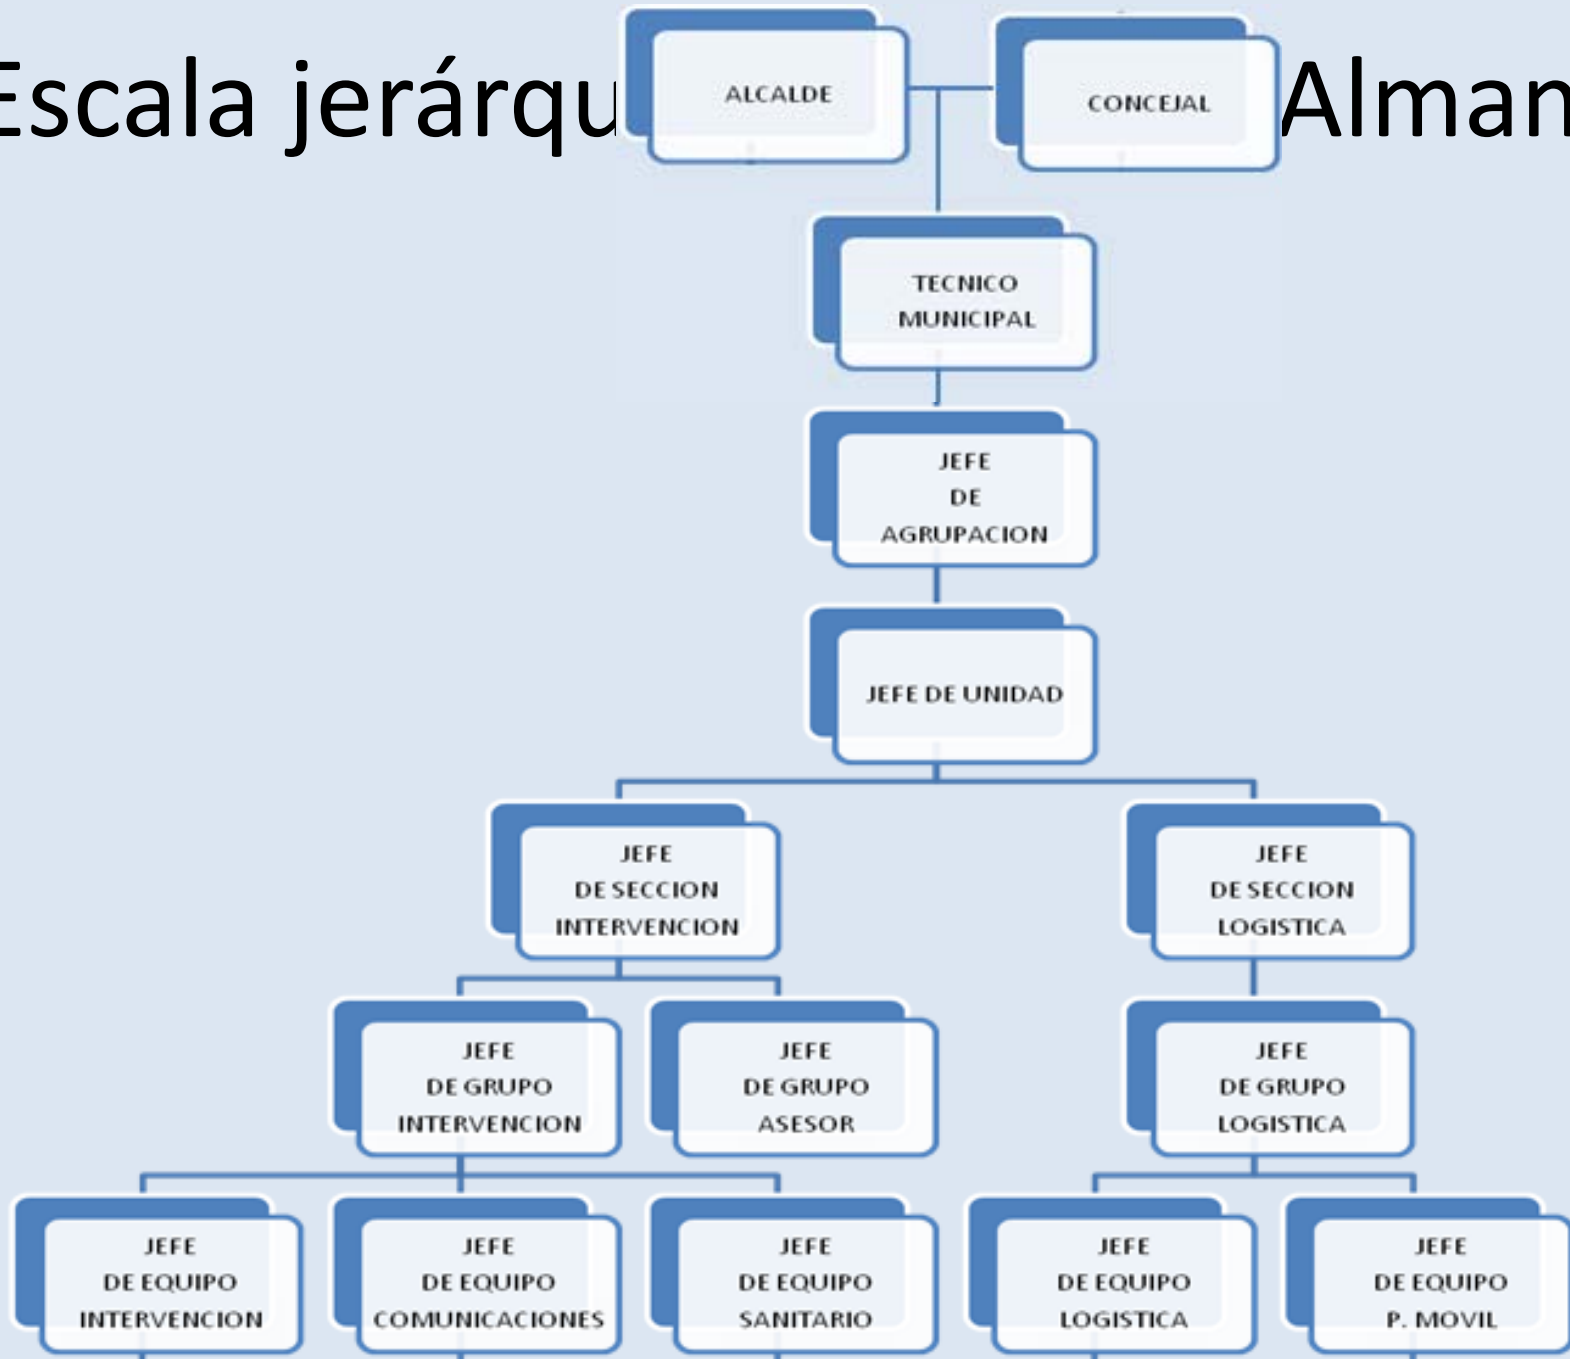 Escala jerárqu
Alman
ALCALDE
CONCEJAL
TECNICO
MUNICIPAL
JEFE
DE
AGRUPACION
JEFE DE UNIDAD
JEFE
DE SECCION
INTERVENCION
JEFE
DE SECCION
LOGISTICA
JEFE
DE GRUPO
INTERVENCION
JEFE
DE GRUPO
ASESOR
JEFE
DE GRUPO
LOGISTICA
JEFE
DE EQUIPO
INTERVENCION
JEFE
DE EQUIPO
COMUNICACIONES
JEFE
DE EQUIPO
SANITARIO
JEFE
DE EQUIPO
LOGISTICA
JEFE
DE EQUIPO
P. MOVIL